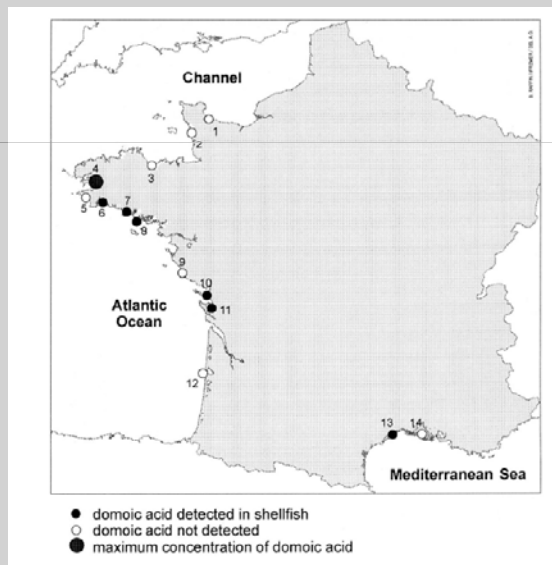 Channel
1
2
3
4
5
6
7
8
9
10
11
Atlantic
Ocean
12
13
14
Mediterranean Sea
domoic acid detected in shellfish
domoic acid not detected
maximum concentration of domoic acid